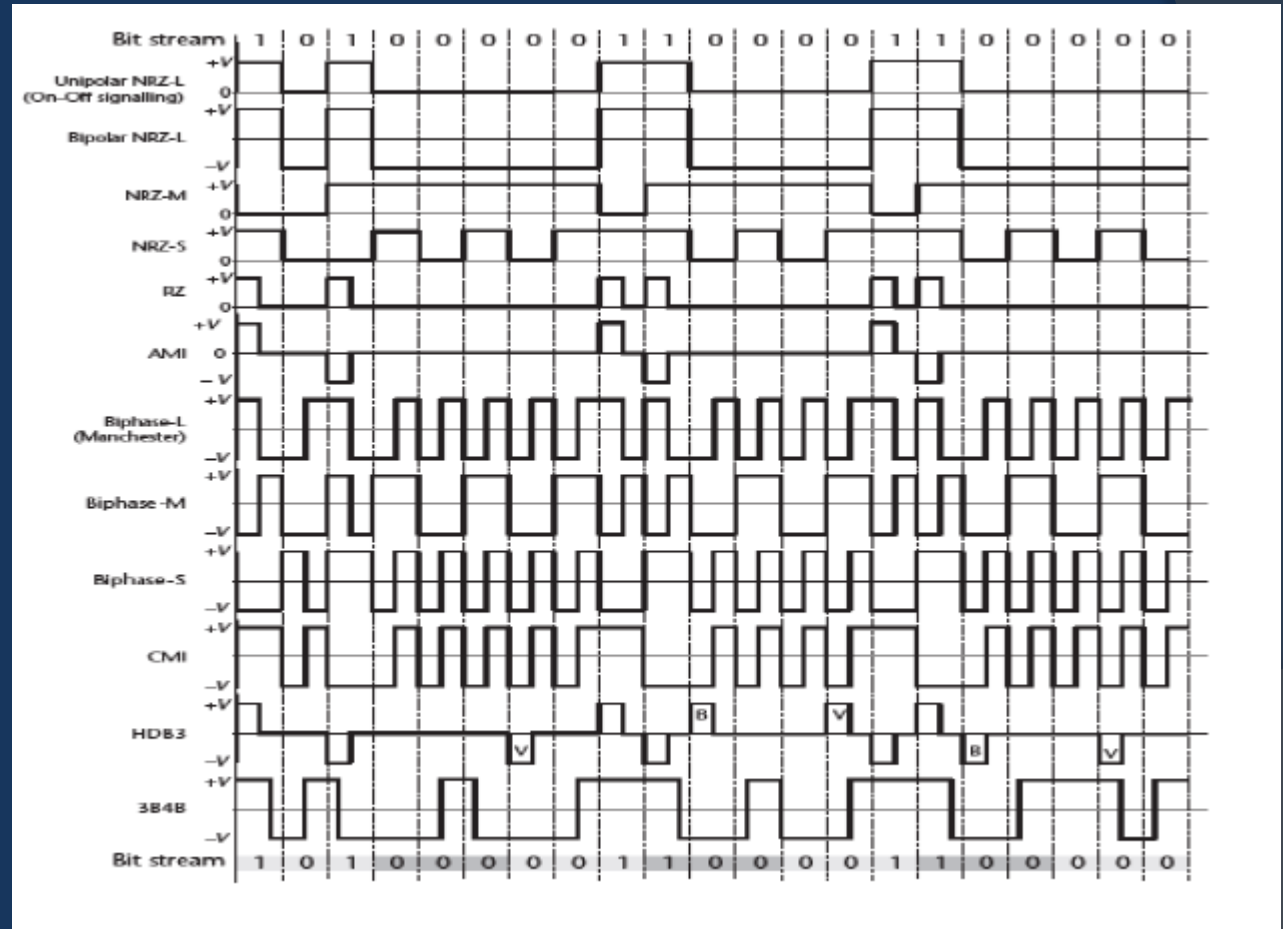 Bit stream 1 0 1 0 0 0 0 0 1 1 0 0 0 0 1 1 0 0 0 0 0
+V
Unipolar NRZ-L
(On–Off signalling)
0
+V
Bipolar NRZ-L
–V
+V
NRZ-M
0
+V
NRZ-S
0
+V
RZ
0
+V
AMI 0
– V
+V
Biphase-L
(Manchester)
–V
+V
Biphase -M
–V
+V
Biphase-S
–V
+V
CMI
–V
+V
B V
HDB3
V B V
–V
+V
3B4B
–V
Bit stream 1 0 1 0 0 0 0 0 1 1 0 0 0 0 1 1 0 0 0 0 0